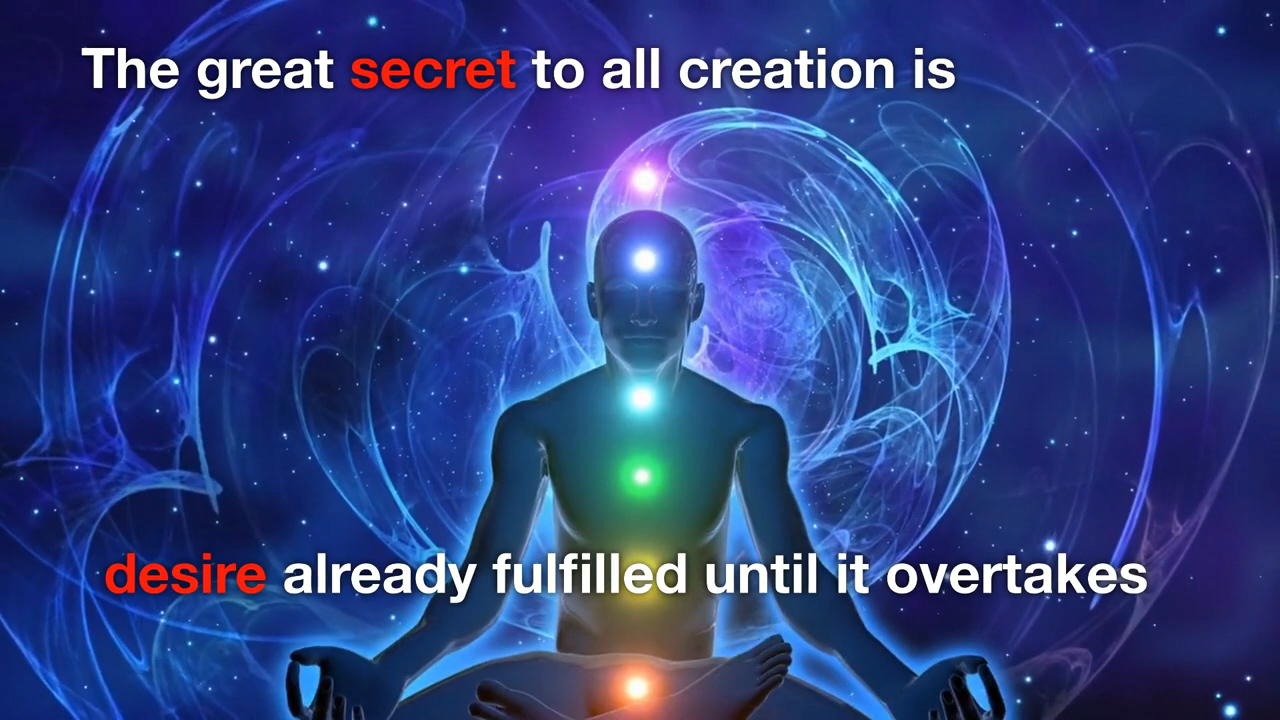 The great secret to all creation is
desire already fulfilled until it overtakes